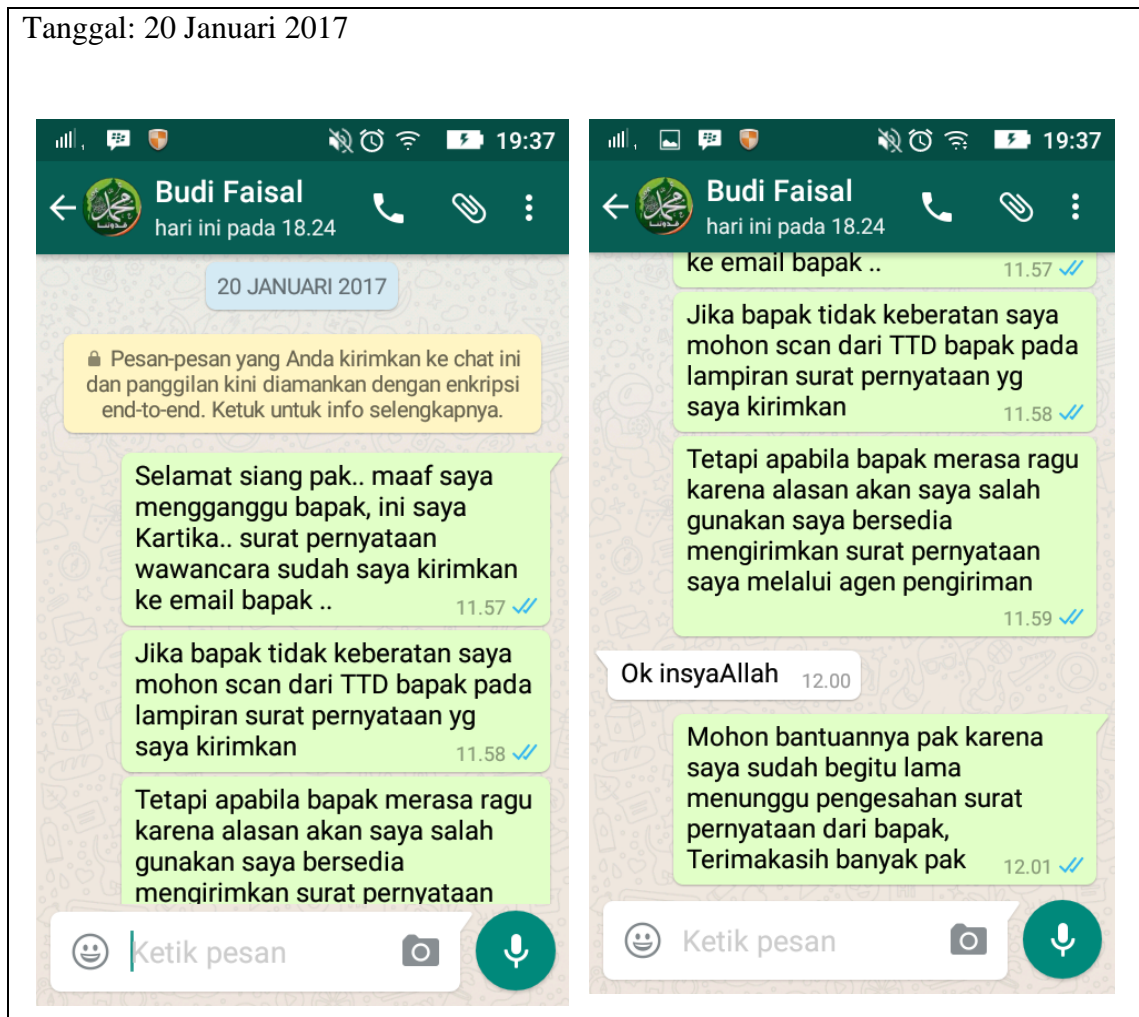 Tanggal: 20 Januari 2017
19:37
Budi Faisal
hari ini pada 18.24
20 JANUARI 2017
Pesan-pesan yang Anda kirimkan ke chat ini
dan panggilan kini diamankan dengan enkripsi
end-to-end. Ketuk untuk info selengkapnya.
Selamat siang pak.. maaf saya
mengganggu bapak, ini saya
Kartika.. surat pernyataan
wawancara sudah saya kirimkan
ke email bapak ..
11.57
Jika bapak tidak keberatan saya
mohon scan dari TTD bapak pada
lampiran surat pernyataan yg
saya kirimkan
11.58
Tetapi apabila bapak merasa ragu
karena alasan akan saya salah
gunakan saya bersedia
mengirimkan surat pernyataan
Ketik pesan
19:37
Budi Faisal
hari ini pada 18.24
ke email bapak ..
11.57
Jika bapak tidak keberatan saya
mohon scan dari TTD bapak pada
lampiran surat pernyataan yg
saya kirimkan
11.58
Tetapi apabila bapak merasa ragu
karena alasan akan saya salah
gunakan saya bersedia
mengirimkan surat pernyataan
saya melalui agen pengiriman
11.59
Ok insyaAllah
12.00
Mohon bantuannya pak karena
saya sudah begitu lama
menunggu pengesahan surat
pernyataan dari bapak,
Terimakasih banyak pak
12.01
Ketik pesan